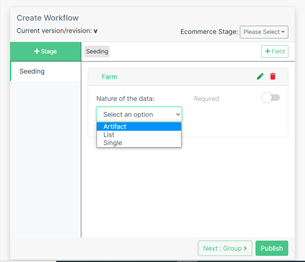 Create Workflow
Current version/revision: v
Ecommerce Stage: Please Select
+ Stage
Seeding
+ Field
Seeding
Farm
Nature of the data:
Required
Select an option
Artifact
List
Single
Next : Group >
Publish